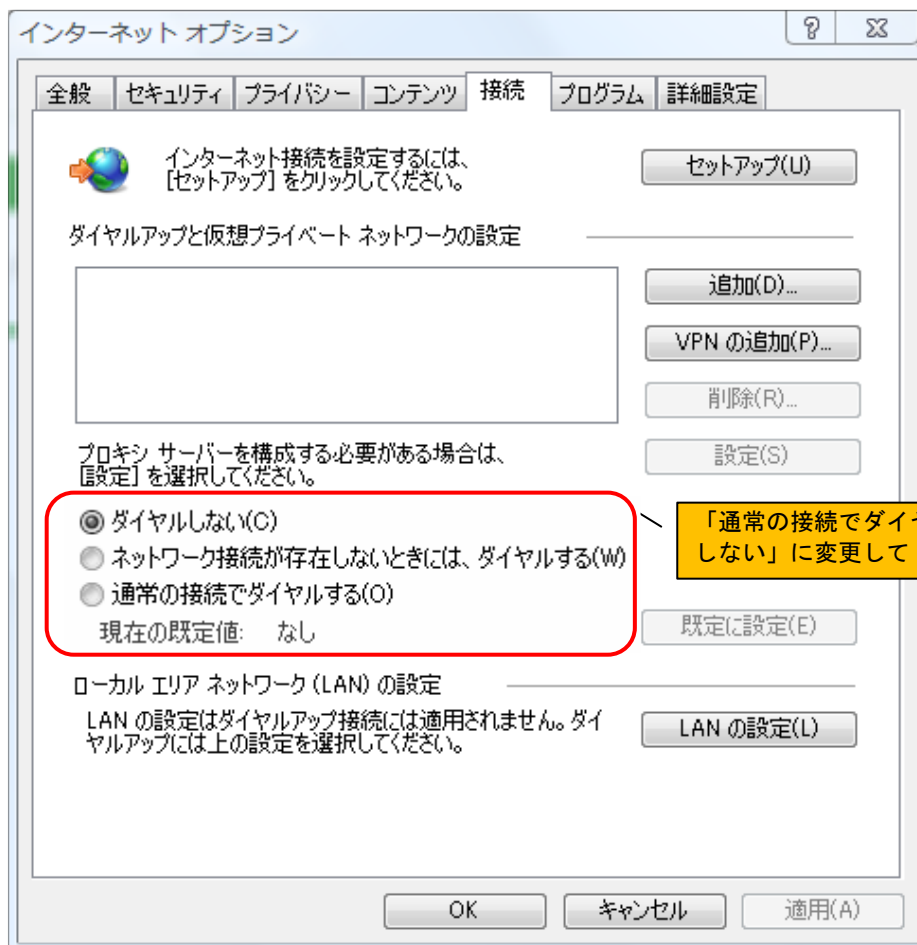 インターネット オプション
全般 セキュリティ プライバシー コンテンツ 接続 プログラム 詳細設定
インターネット接続を設定するには、
[セットアップ] をクリックしてください。
セットアップ(U)
ダイヤルアップと仮想プライベート ネットワークの設定
追加(D)...
VPN の追加(P)...
削除(R)...
プロキシ サーバーを構成する必要がある場合は、
[設定] を選択してください。
設定(S)
ダイヤルしない(C)
ネットワーク接続が存在しないときには、ダイヤルする(W)
通常の接続でダイヤルする(O)
現在の既定値: なし
既定に設定(E)
「通常の接続でダイヤ
しない」に変更して
ローカル エリア ネットワーク (LAN) の設定
LAN の設定はダイヤルアップ接続には適用されません。ダイ
ヤルアップには上の設定を選択してください。
LAN の設定(L)
OK キャンセル 適用(A)